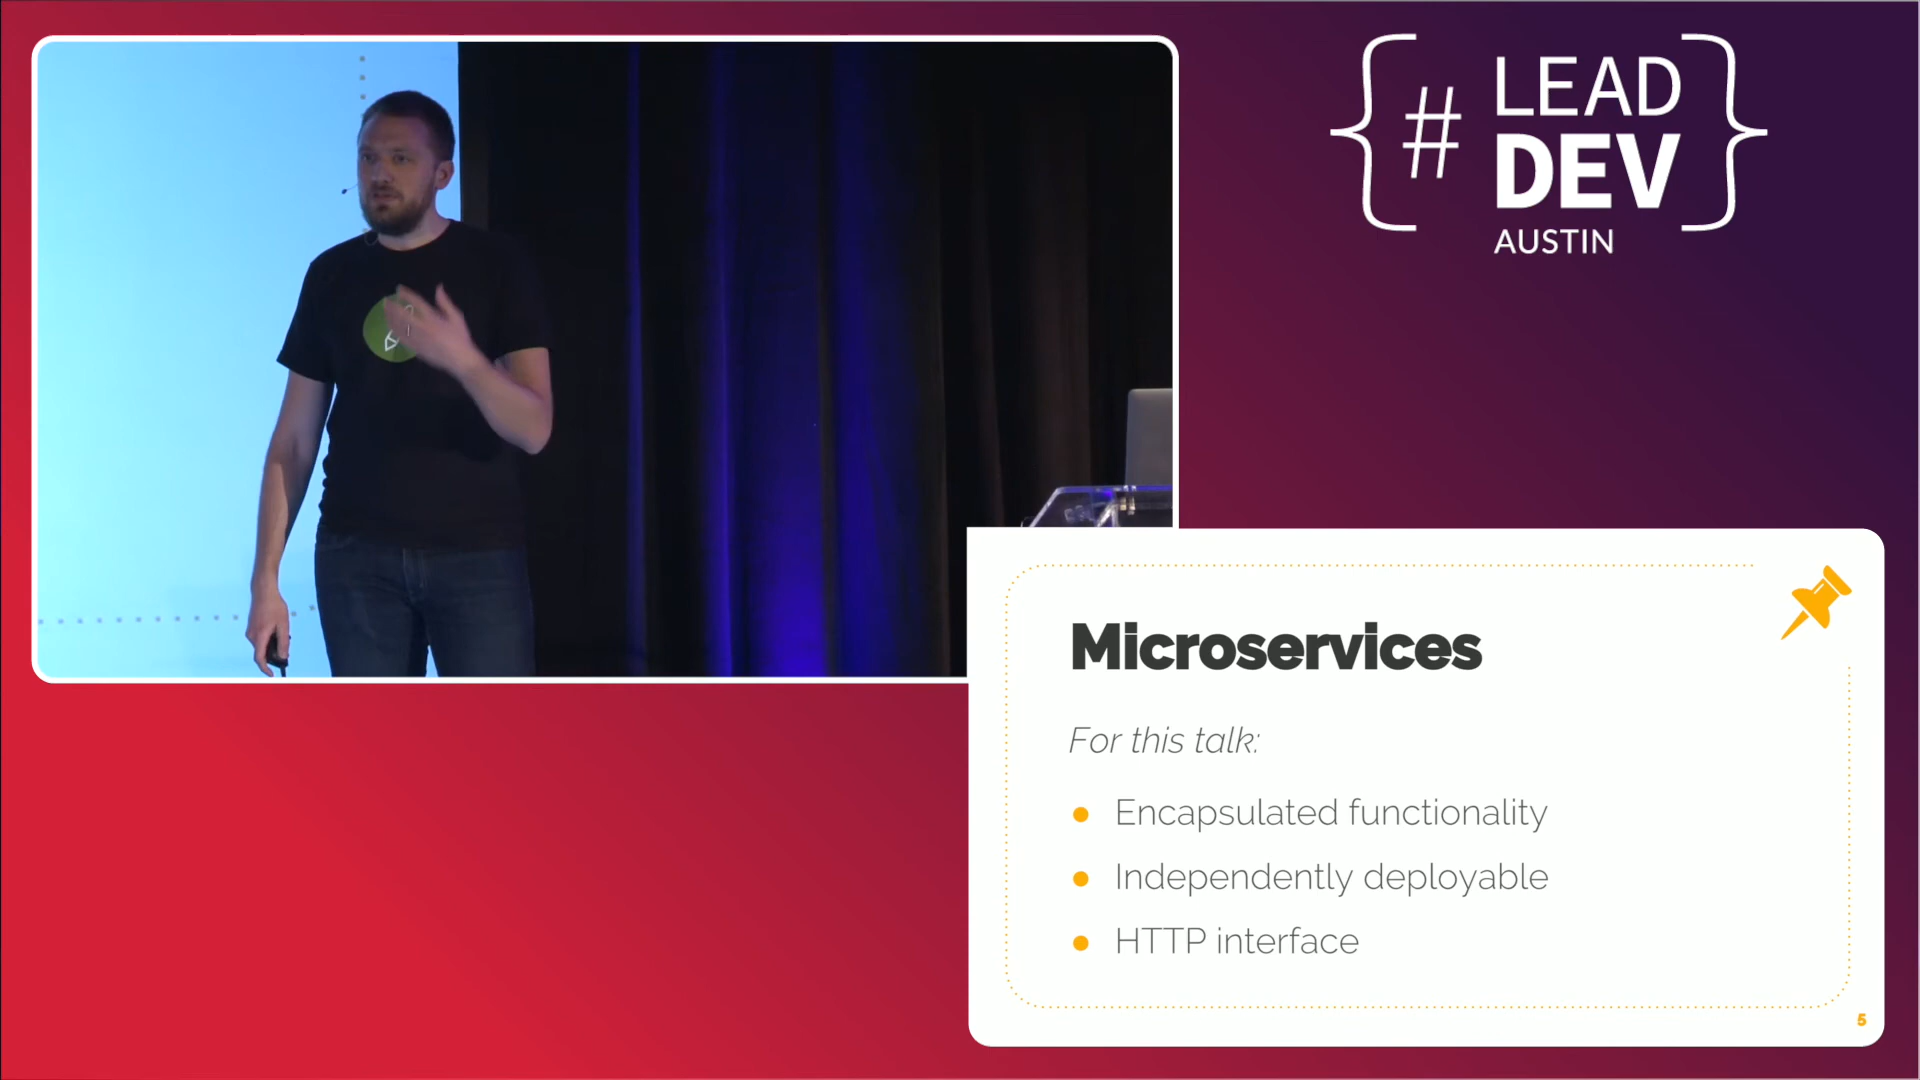 # LEAD
DEV
AUSTIN
Microservices
For this talk:
Encapsulated functionality
Independently deployable
HTTP interface
5